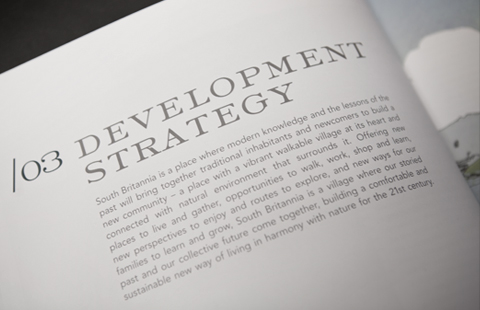 |03 DEVELOPMENT
STRATEGY
South Britannia is a place where modern knowledge and the lessons of the
past will bring together traditional inhabitants and newcomers to build a
new community – a place with a vibrant walkable village at its heart and
connected with natural environment that surrounds it. Offering new
places to live and gather, opportunities to walk, work, shop and learn,
new perspectives to enjoy and routes to explore, and new ways for our
families to learn and grow, South Britannia is a village where our storied
past and our collective future come together, building a comfortable and
sustainable new way of living in harmony with nature for the 21st century.